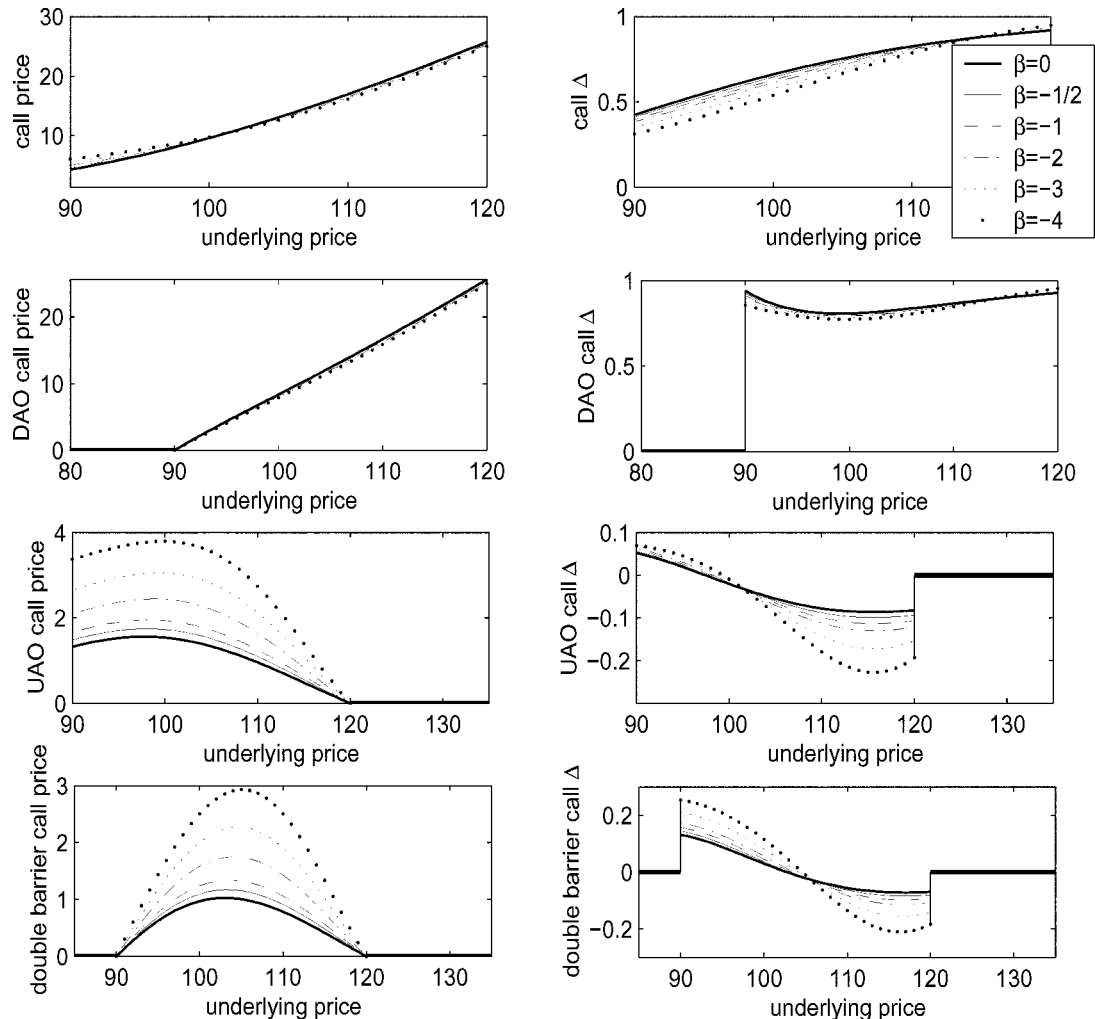 call price
30
20
10
90 100 110 120
underlying price
call Δ
1
0.5
0
90 100 110
underlying price
120
β=0
β=−1/2
β=−1
β=−2
β=−3
β=−4
DAO call price
20
10
0
80 90 100 110 120
underlying price
DAO call Δ
1
0.5
0
80 90 100 110 120
underlying price
UAO call price
4
2
0
90 100 110 120 130
underlying price
UAO call Δ
0.1
0
−0.1
−0.2
90 100 110 120 130
underlying price
double barrier call price
3
2
1
0
90 100 110 120 130
underlying price
double barrier call Δ
0.2
0
−0.2
90 100 110 120 130
underlying price